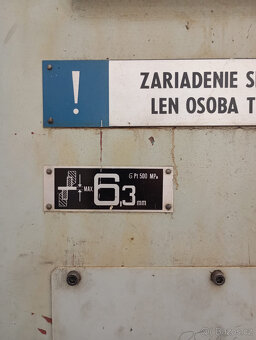 !
ZARIADENIE S
LEN OSOBA T
MAX. 6,3 mm
σ Pt 500 MPa